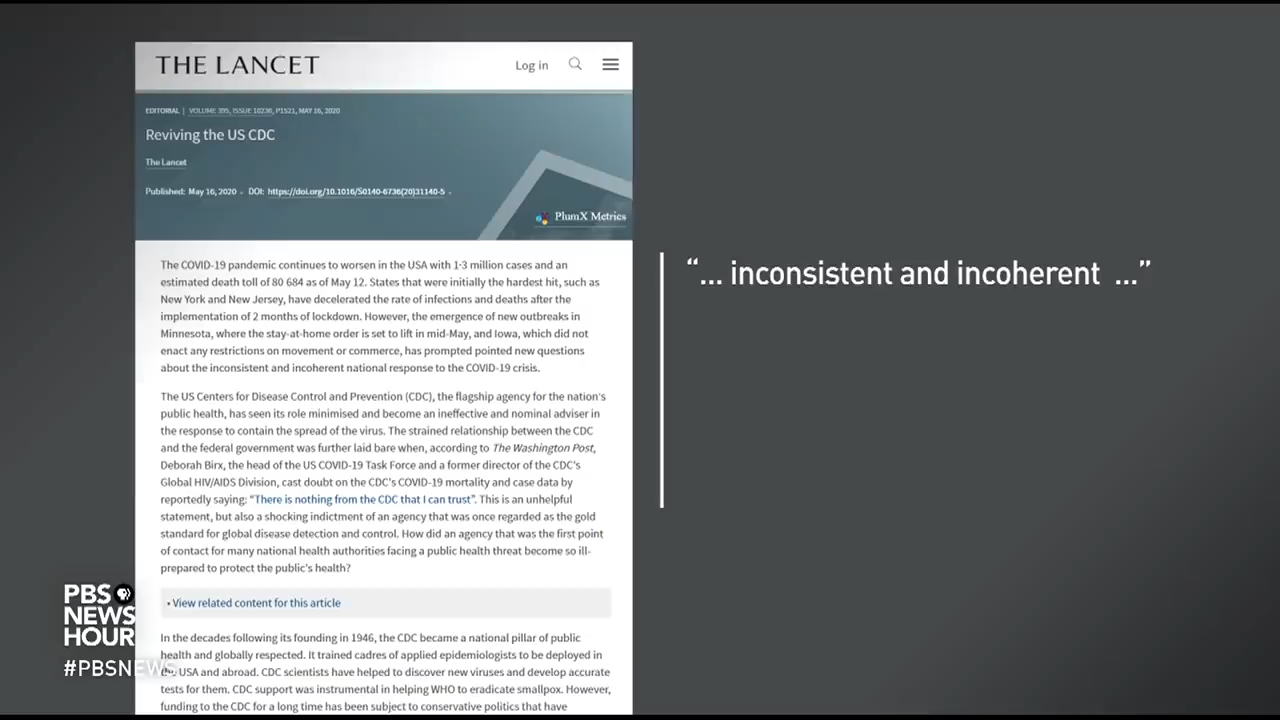 THE LANCET
Log in
EDITORIAL | VOLUME 395, ISSUE 10236, P1521, MAY 16, 2020
Reviving the US CDC
The Lancet
Published: May 16, 2020 • DOI: https://doi.org/10.1016/S0140-6736(20)31140-5 •
PlumX Metrics
The COVID-19 pandemic continues to worsen in the USA with 1·3 million cases and an
estimated death toll of 80 684 as of May 12. States that were initially the hardest hit, such as
New York and New Jersey, have decelerated the rate of infections and deaths after the
implementation of 2 months of lockdown. However, the emergence of new outbreaks in
Minnesota, where the stay-at-home order is set to lift in mid-May, and Iowa, which did not
enact any restrictions on movement or commerce, has prompted pointed new questions
about the inconsistent and incoherent national response to the COVID-19 crisis.
The US Centers for Disease Control and Prevention (CDC), the flagship agency for the nation's
public health, has seen its role minimised and become an ineffective and nominal adviser in
the response to contain the spread of the virus. The strained relationship between the CDC
and the federal government was further laid bare when, according to The Washington Post,
Deborah Birx, the head of the US COVID-19 Task Force and a former director of the CDC's
Global HIV/AIDS Division, cast doubt on the CDC's COVID-19 mortality and case data by
reportedly saying: “There is nothing from the CDC that I can trust”. This is an unhelpful
statement, but also a shocking indictment of an agency that was once regarded as the gold
standard for global disease detection and control. How did an agency that was the first point
of contact for many national health authorities facing a public health threat become so ill-
prepared to protect the public's health?
• View related content for this article
In the decades following its founding in 1946, the CDC became a national pillar of public
health and globally respected. It trained cadres of applied epidemiologists to be deployed in
the USA and abroad. CDC scientists have helped to discover new viruses and develop accurate
tests for them. CDC support was instrumental in helping WHO to eradicate smallpox. However,
funding to the CDC for a long time has been subject to conservative politics that have
“... inconsistent and incoherent ...”
PBS
NEWS
HOUR
#PBSNEWS